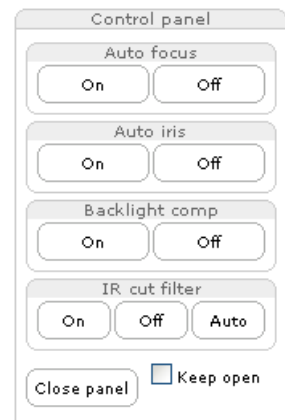 Control panel
Auto focus
On Off
Auto iris
On Off
Backlight comp
On Off
IR cut filter
On Off Auto
Close panel Keep open